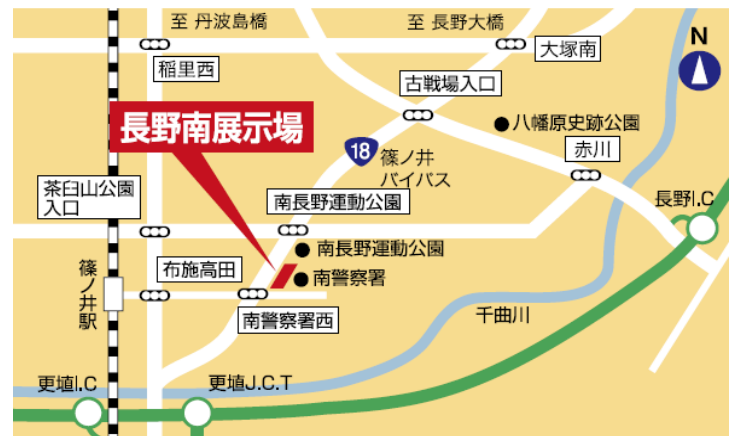 至 丹波島橋
至 長野大橋
N
稲里西
大塚南
古戦場入口
長野南展示場
八幡原史跡公園
18
篠ノ井
バイパス
赤川
茶臼山公園
入口
南長野運動公園
長野I.C
南長野運動公園
布施高田
南警察署
篠ノ井駅
南警察署西
千曲川
更埴I.C
更埴J.C.T